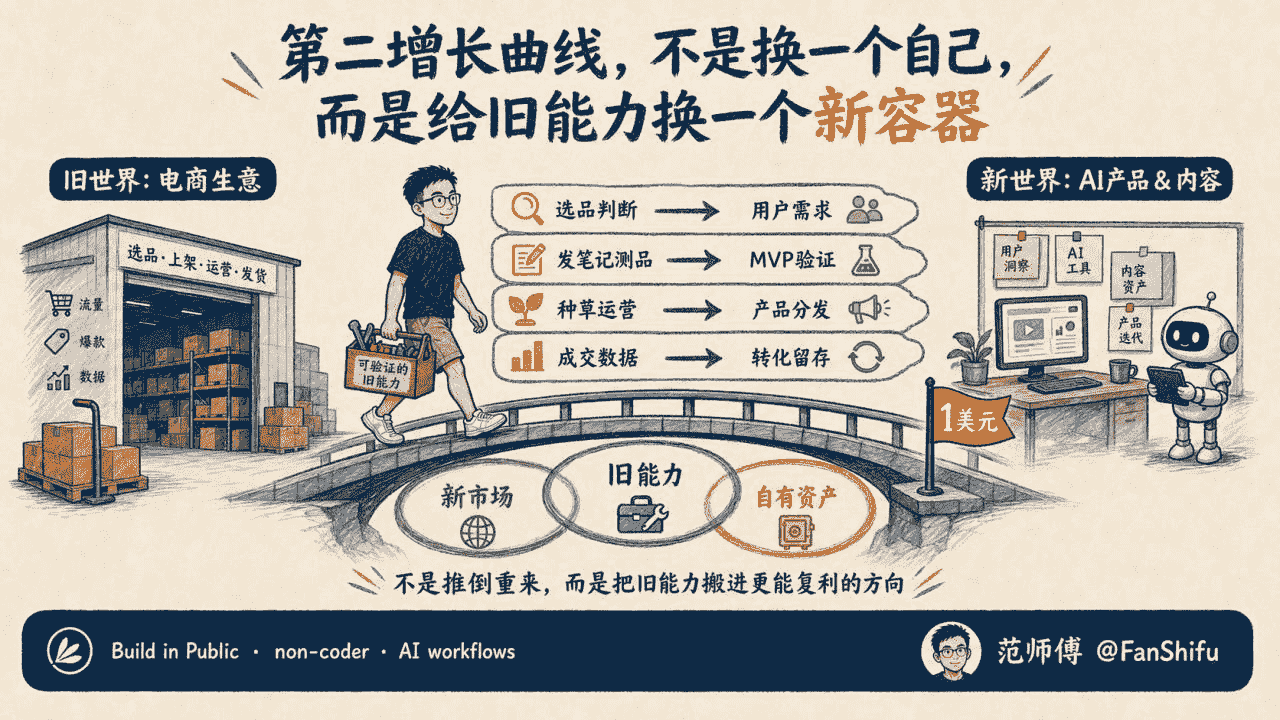 第二增长曲线，不是换一个自己，
而是给旧能力换一个新容器
旧世界：电商生意
选品·上架·运营·发货
流量
爆款
数据
可验证的
旧能力
选品判断 → 用户需求
发笔记测品 → MVP验证
种草运营 → 产品分发
成交数据 → 转化留存
新世界：AI产品&内容
用户
洞察
AI
工具
内容
资产
产品
迭代
1美元
新市场
旧能力
自有资产
不是推倒重来，而是把旧能力搬进更能复利的方向
Build in Public · non-coder · AI workflows
范师傅 @FanShifu